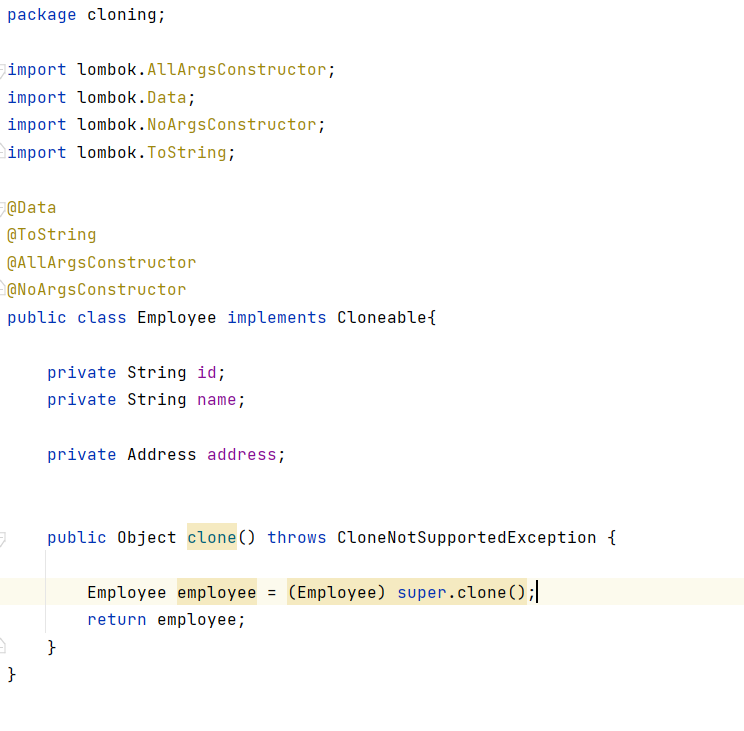 package cloning;
import lombok.AllArgsConstructor;
import lombok.Data;
import lombok.NoArgsConstructor;
import lombok.ToString;
@Data
@ToString
@AllArgsConstructor
@NoArgsConstructor
public class Employee implements Cloneable{
private String id;
private String name;
private Address address;
public Object clone() throws CloneNotSupportedException {
Employee employee = (Employee) super.clone();
return employee;
}
}